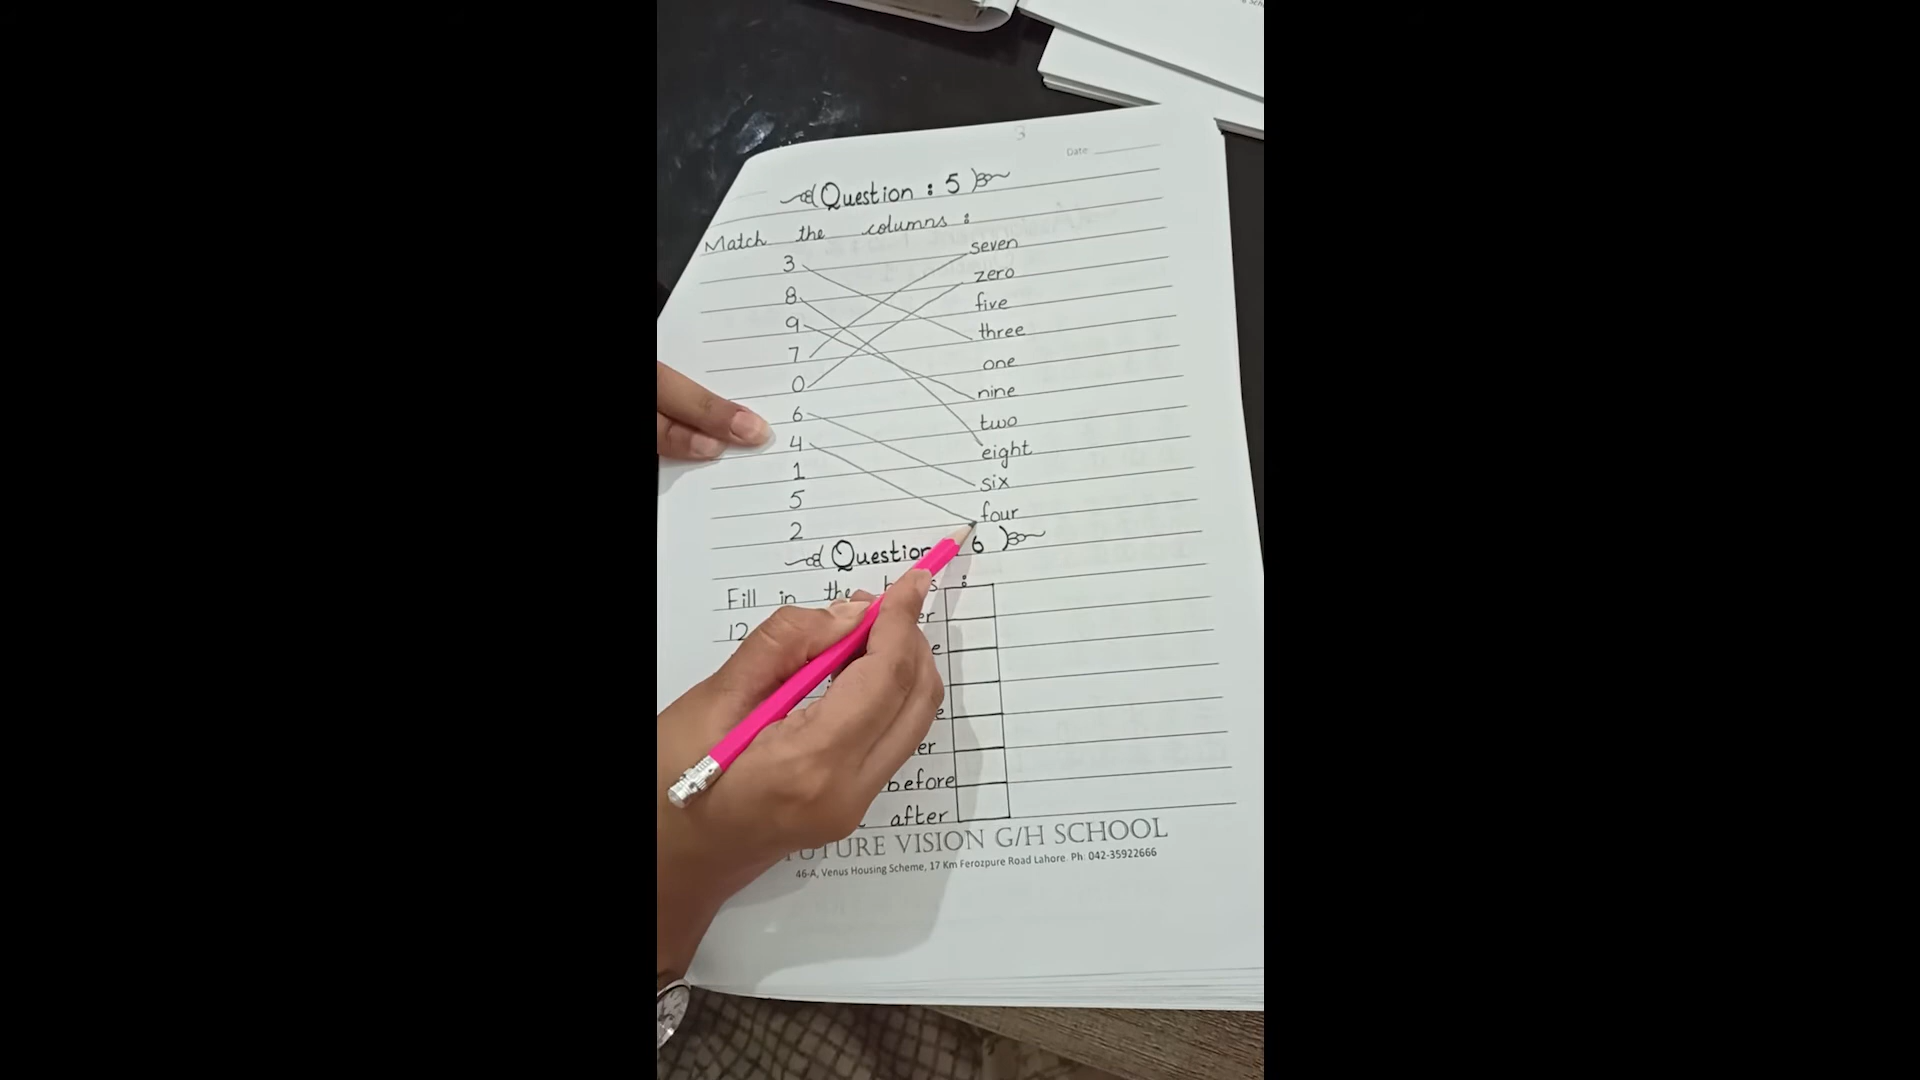 3
Date
Question : 5
Match the columns :
3 seven
8 zero
9 five
7 three
0 one
6 nine
4 two
1 eight
5 six
2 four
Question 6
Fill in the :
12
before
after
FUTURE VISION G/H SCHOOL
46-A, Venus Housing Scheme, 17 Km Ferozpure Road Lahore Ph: 042-35922666